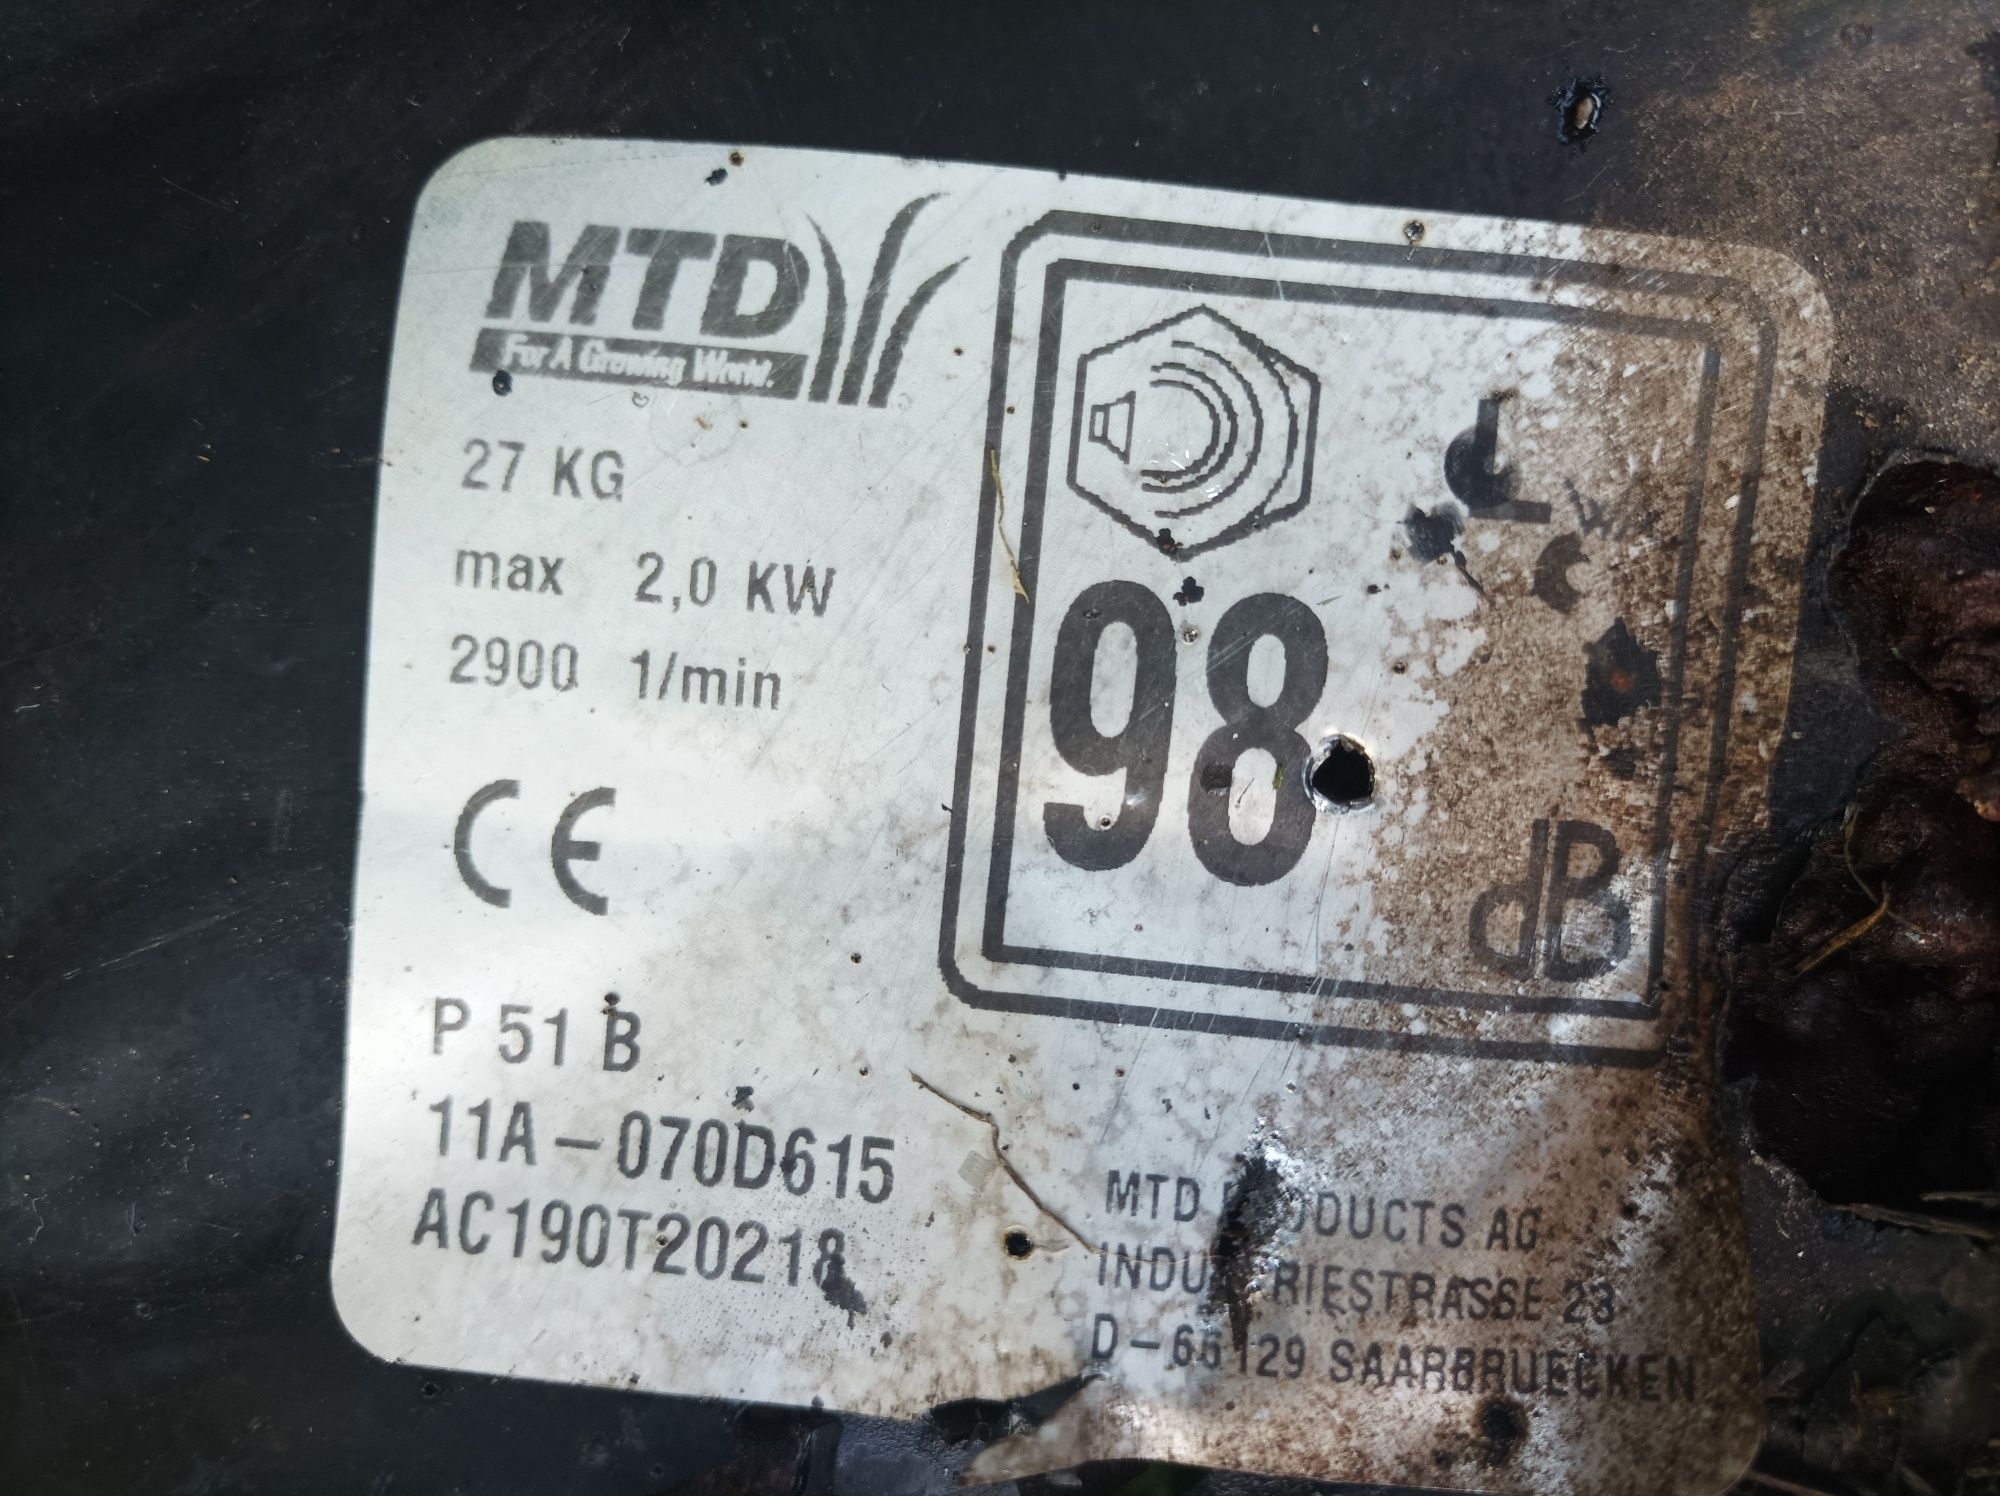 MTD
For A Growing World.
27 KG
max 2,0 KW
2900 1/min
CE
P 51 B
11A-070D615
AC190T20218
L
98
dB
MTD PRODUCTS AG
INDUSTRIESTRASSE 23
D-66129 SAARBRUECKEN